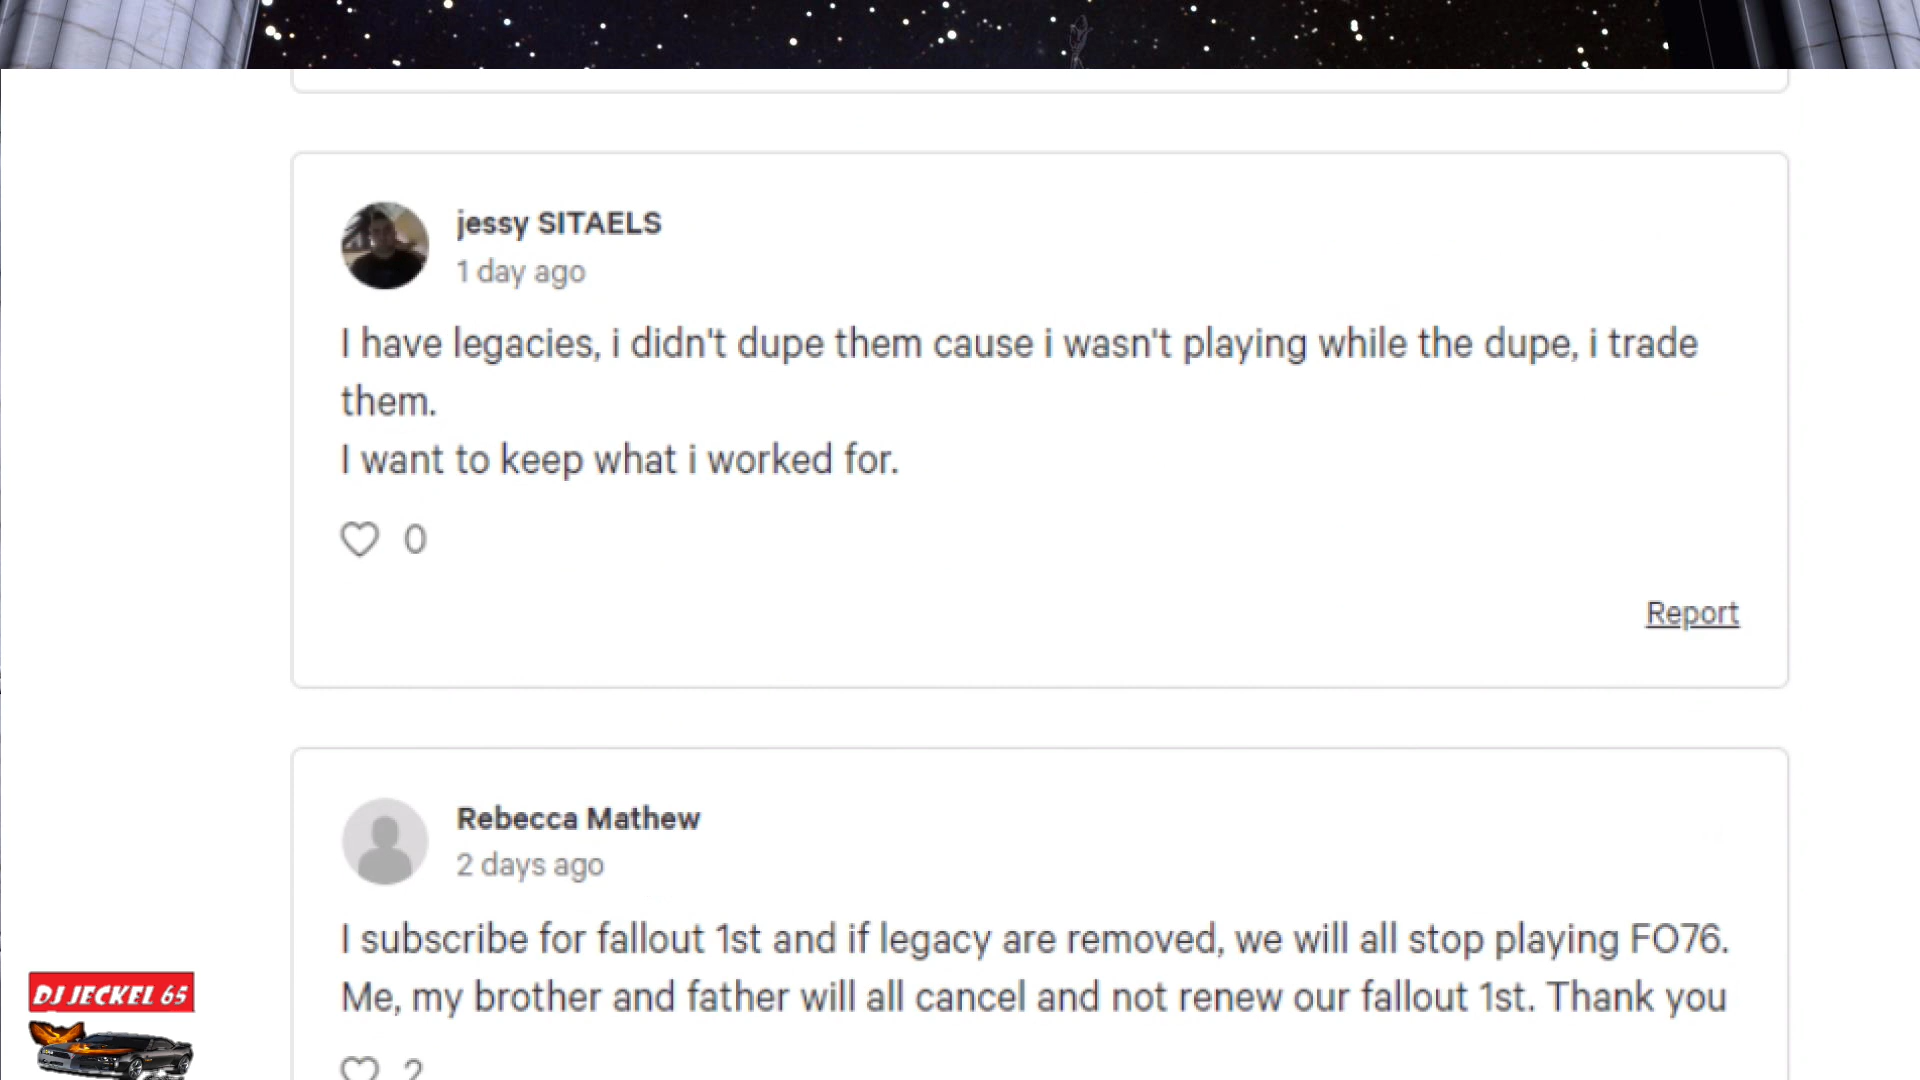 jessy SITAELS
1 day ago
I have legacies, i didn't dupe them cause i wasn't playing while the dupe, i trade
them.
I want to keep what i worked for.
0
Report
Rebecca Mathew
2 days ago
I subscribe for fallout 1st and if legacy are removed, we will all stop playing FO76.
Me, my brother and father will all cancel and not renew our fallout 1st. Thank you
2
DJ JECKEL 65